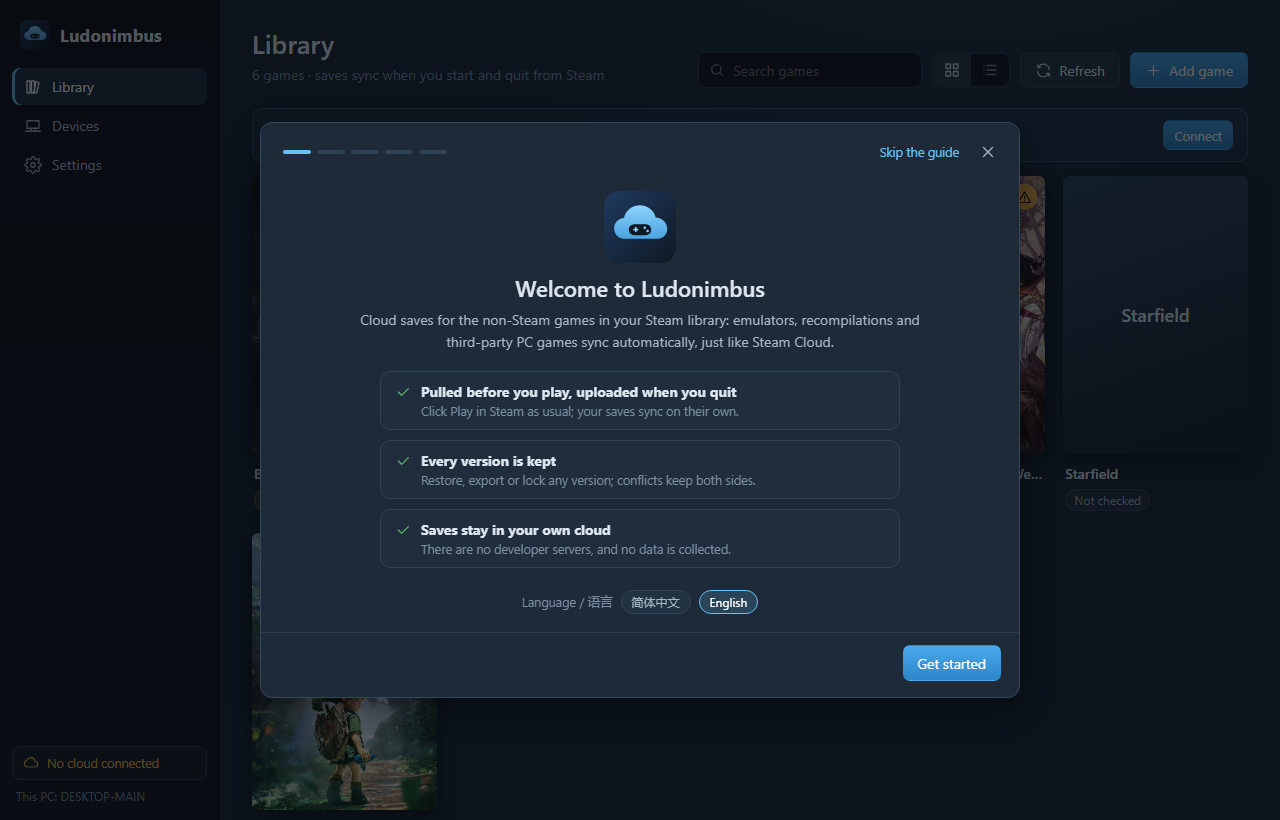 Ludonimbus
Library
Devices
Settings
No cloud connected
This PC: DESKTOP-MAIN
Library
6 games · saves sync when you start and quit from Steam
Search games
Refresh
Add game
Connect
Skip the guide
Welcome to Ludonimbus
Cloud saves for the non-Steam games in your Steam library: emulators, recompilations and
third-party PC games sync automatically, just like Steam Cloud.
Pulled before you play, uploaded when you quit
Click Play in Steam as usual; your saves sync on their own.
Every version is kept
Restore, export or lock any version; conflicts keep both sides.
Saves stay in your own cloud
There are no developer servers, and no data is collected.
Language / 语言
简体中文
English
Get started
Starfield
Starfield
Not checked